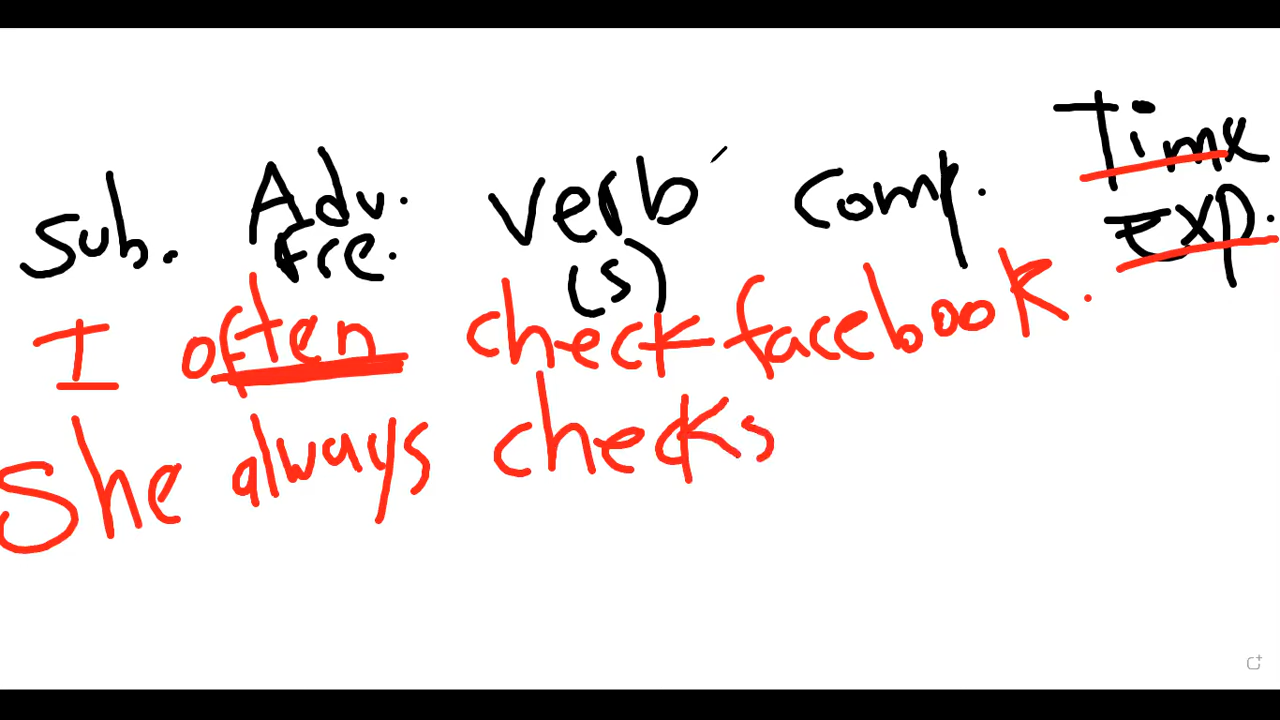 Sub. Adv. verb comp. Time
Fre. (s) exp.
I often check facebook.
She always checks